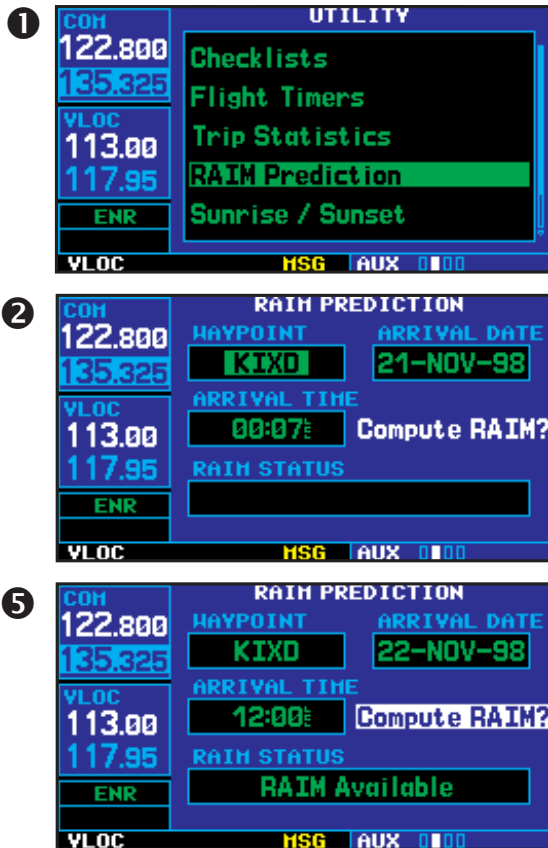 1
UTILITY
COM
122.800
135.325
VLOC
113.00
117.95
ENR
VLOC
Checklists
Flight Timers
Trip Statistics
RAIM Prediction
Sunrise / Sunset
MSG
AUX
2
RAIM PREDICTION
COM
122.800
135.325
VLOC
113.00
117.95
ENR
VLOC
WAYPOINT
ARRIVAL DATE
KIXD
21-NOV-98
ARRIVAL TIME
00:07
Compute RAIM?
RAIM STATUS
MSG
AUX
5
RAIM PREDICTION
COM
122.800
135.325
VLOC
113.00
117.95
ENR
VLOC
WAYPOINT
ARRIVAL DATE
KIXD
22-NOV-98
ARRIVAL TIME
12:00
Compute RAIM?
RAIM STATUS
RAIM Available
MSG
AUX